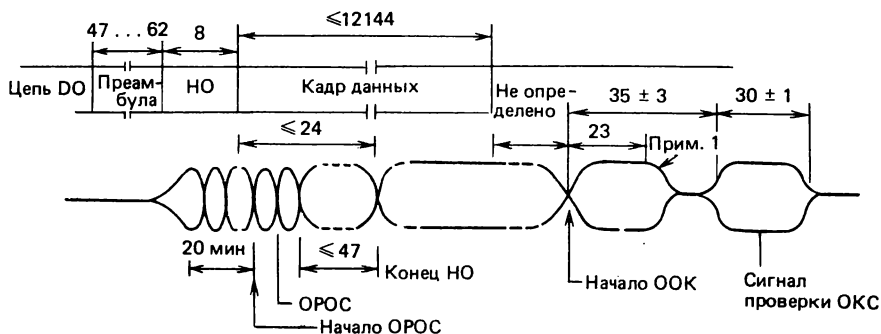 ≤12144
47 . . . 62
8
Цепь DO
Преам-
була
НО
Кадр данных
Не опре-
делено
35 ± 3
30 ± 1
≤ 24
23
Прим. 1
20 мин
≤ 47
Конец НО
ОРОС
Начало ОРОС
Начало ООК
Сигнал
проверки ОКС